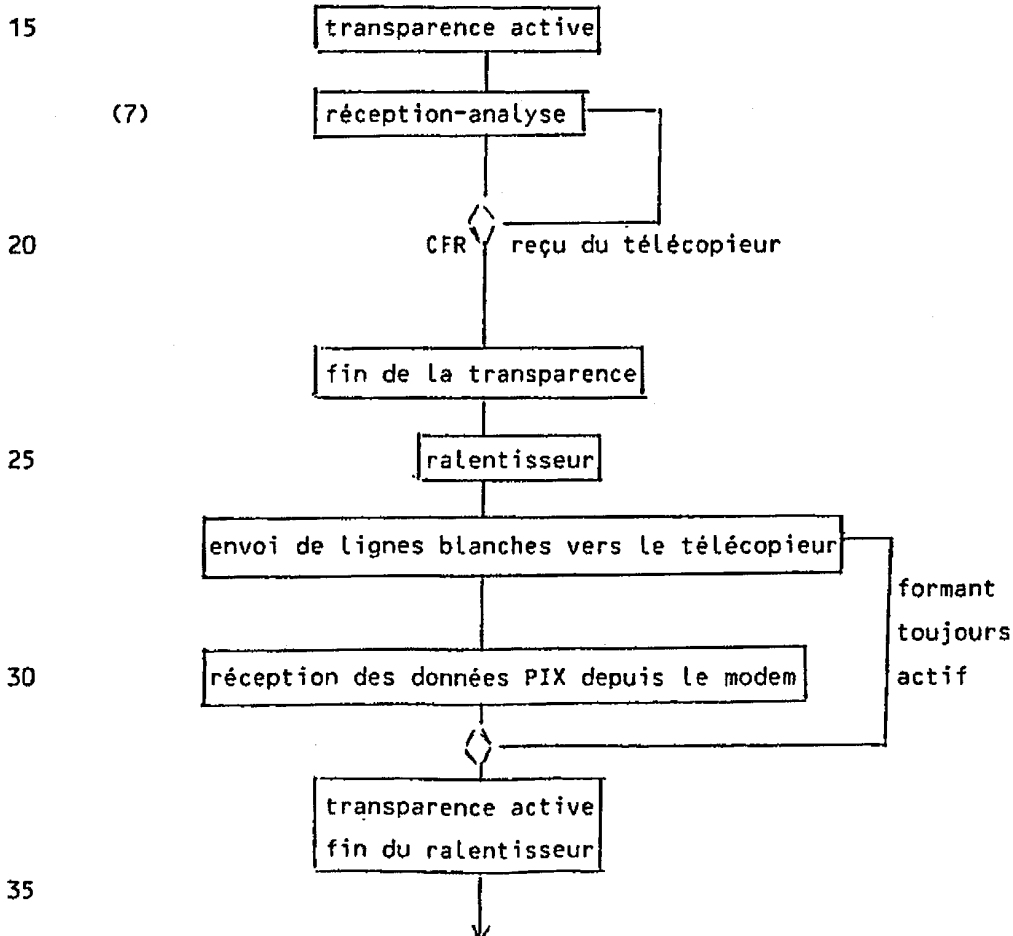 15 transparence active
(7) réception-analyse
20 CFR reçu du télécopieur
fin de la transparence
25 ralentisseur
envoi de lignes blanches vers le télécopieur
formant
toujours
30 réception des données PIX depuis le modem actif
transparence active
fin du ralentisseur
35